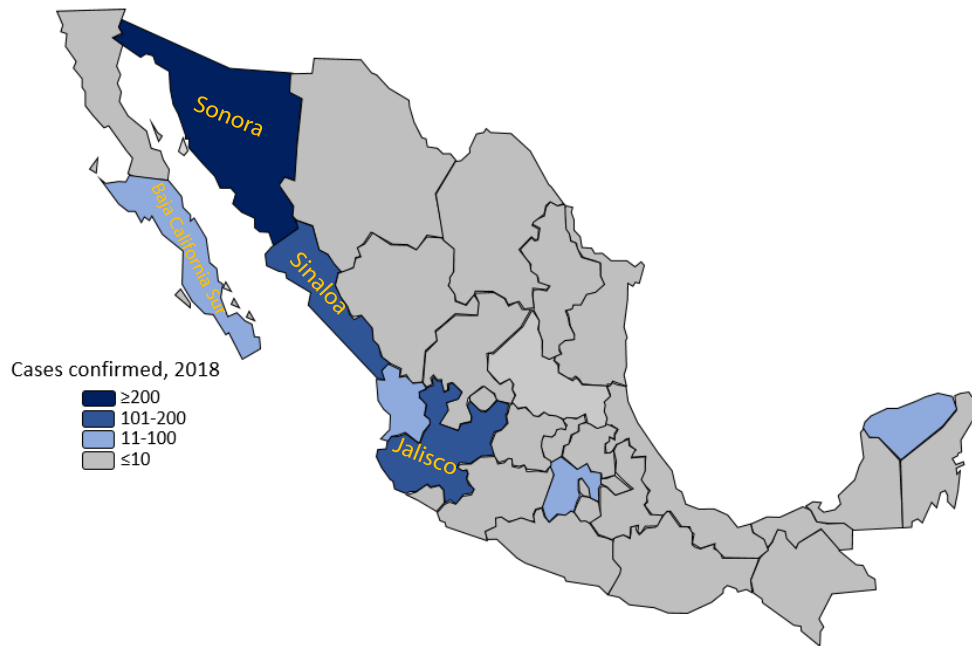 Sonora
Baja California Sur
Sinaloa
Cases confirmed, 2018
≥200
101-200
11-100
≤10
Jalisco